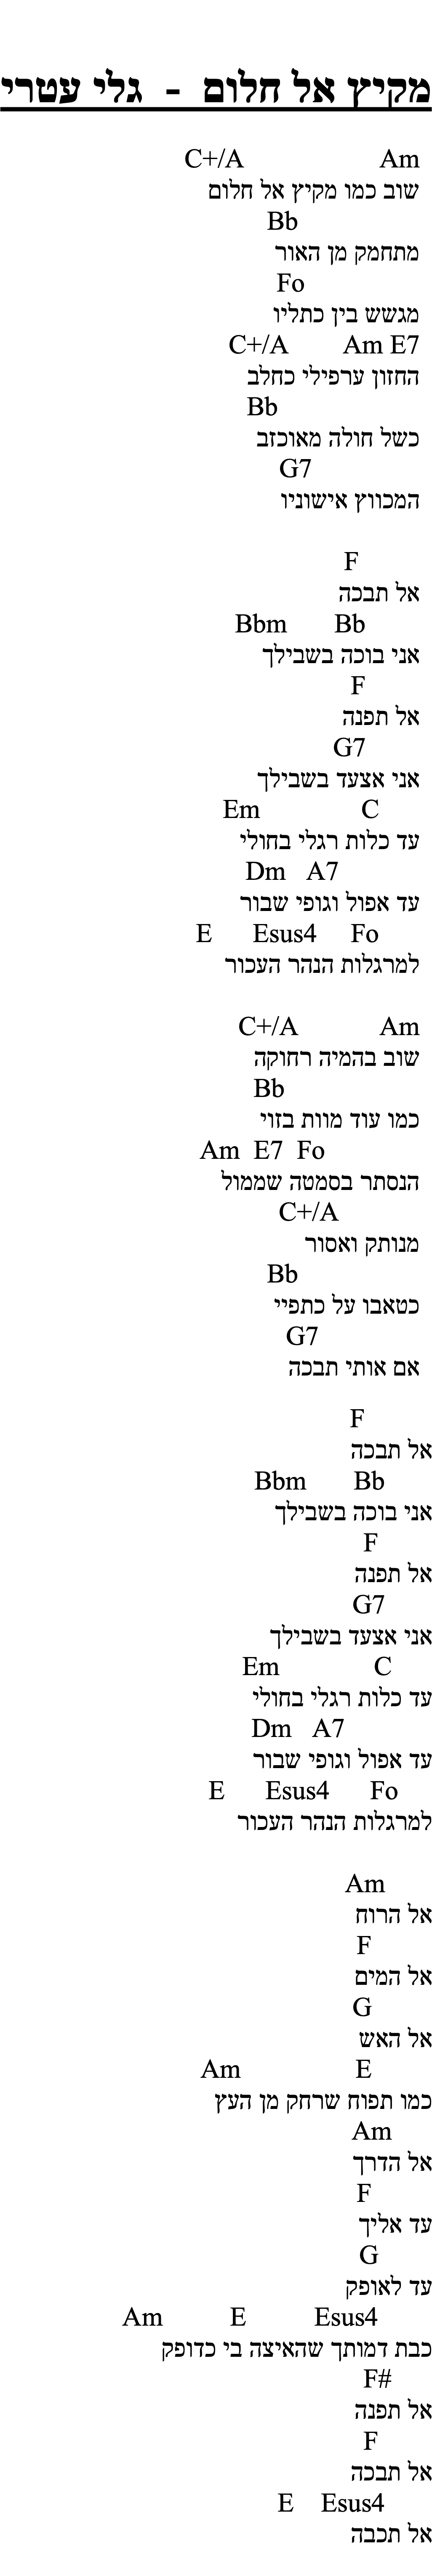 מקיץ אל חלום - גלי עטרי
C+/A Am
שוב כמו מקיץ אל חלום
Bb
מתחמק מן האור
Fo
מגשש בין כתליו
C+/A Am E7
החזון ערפילי כחלב
Bb
כשל חולה מאוכזב
G7
המכווץ אישוניו
F
אל תבכה
Bbm Bb
אני בוכה בשבילך
F
אל תפנה
G7
אני אצעד בשבילך
Em C
עד כלות רגלי בחולי
Dm A7
עד אפול וגופי שבור
E Esus4 Fo
למרגלות הנהר העכור
C+/A Am
שוב בהמיה רחוקה
Bb
כמו עוד מוות בזוי
Am E7 Fo
הנסתר בסמטה שממול
C+/A
מנותק ואסור
Bb
כטאבו על כתפיי
G7
אם אותי תבכה
F
אל תבכה
Bbm Bb
אני בוכה בשבילך
F
אל תפנה
G7
אני אצעד בשבילך
Em C
עד כלות רגלי בחולי
Dm A7
עד אפול וגופי שבור
E Esus4 Fo
למרגלות הנהר העכור
Am
אל הרוח
F
אל המים
G
אל האש
Am E
כמו תפוח שרחק מן העץ
Am
אל הדרך
F
עד אליך
G
עד לאופק
Am E Esus4
כבת דמותך שהאיצה בי כדופק
F#
אל תפנה
F
אל תבכה
E Esus4
אל תכבה